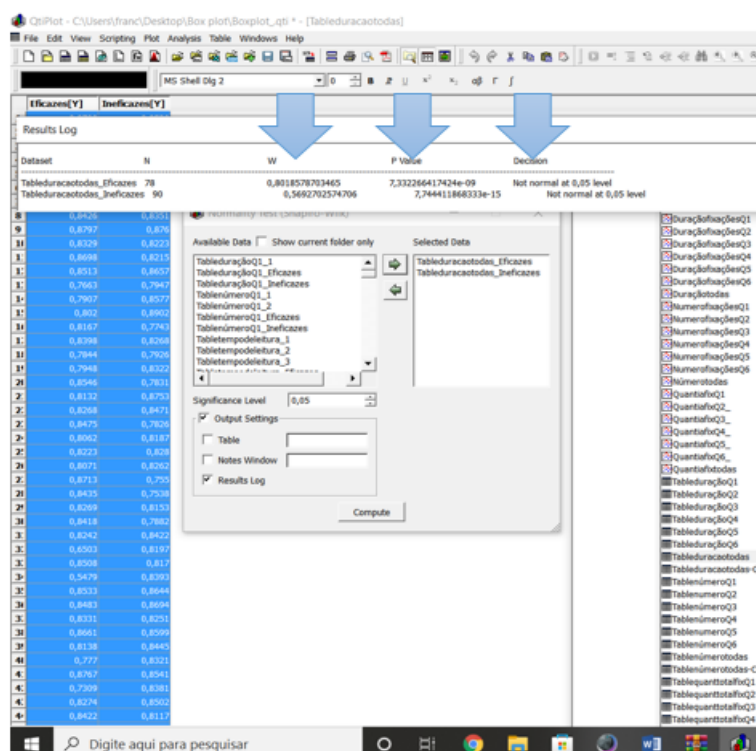 QtiPlot - C:\Users\franc\Desktop\Box plot\Boxplot_qti * - [Tableduracaotodas]
File Edit View Scripting Plot Analysis Table Windows Help
MS Shell Dlg 2 0
Eficazes[Y] Ineficazes[Y]
Results Log
Dataset N W P Value Decision
Tableduracaotodas_Eficazes 78 0,8018578703465 7,332266417424e-09 Not normal at 0,05 level
Tableduracaotodas_Ineficazes 90 0,5692702574706 7,744411868333e-15 Not normal at 0,05 level
Normality Test (Shapiro-Wilk)
Available Data Show current folder only Selected Data
TableduraçãoQ1_1
TableduraçãoQ1_Eficazes
TableduraçãoQ1_Ineficazes
TablenúmeroQ1_1
TablenúmeroQ1_2
TablenúmeroQ1_Eficazes
TablenúmeroQ1_Ineficazes
Tabletempodeleitura_1
Tabletempodeleitura_2
Tabletempodeleitura_3
Tableduracaotodas_Eficazes
Tableduracaotodas_Ineficazes
Significance Level 0,05
Output Settings
Table
Notes Window
Results Log
Compute
8 0,8426 0,8351
9 0,8797 0,876
0,8329 0,8223
0,8698 0,8215
0,8513 0,8657
0,7663 0,7947
0,7907 0,8577
0,802 0,8902
0,8167 0,7743
0,8398 0,8268
0,7844 0,7926
0,7948 0,8322
0,8546 0,7831
0,8132 0,8753
0,8268 0,8471
0,8475 0,7826
0,8062 0,8187
0,8223 0,828
0,8071 0,8262
0,8713 0,755
0,8435 0,7538
0,8269 0,8153
0,8418 0,7882
0,8242 0,8422
0,6503 0,8197
0,8508 0,817
0,5479 0,8393
0,8533 0,8644
0,8483 0,8694
0,8331 0,8251
0,8661 0,8599
0,8138 0,8445
0,777 0,8321
0,8767 0,8541
0,7309 0,8381
0,8274 0,8502
0,8422 0,8117
DuraçãofixaçõesQ1
DuraçãofixaçõesQ2
DuraçãofixaçõesQ3
DuraçãofixaçõesQ4
DuraçãofixaçõesQ5
DuraçãofixaçõesQ6
Duraçãotodas
NumerofixaçõesQ1
NumerofixaçõesQ2
NumerofixaçõesQ3
NumerofixaçõesQ4
NumerofixaçõesQ5
NumerofixaçõesQ6
Númerotodas
QuantiafixQ1
QuantiafixQ2_
QuantiafixQ3_
QuantiafixQ4_
QuantiafixQ5_
QuantiafixQ6_
Quantiafixtodas
TableduraçãoQ1
TableduraçãoQ2
TableduraçãoQ3
TableduraçãoQ4
TableduraçãoQ5
TableduraçãoQ6
Tableduracaotodas
Tableduracaotodas-C
TablenúmeroQ1
TablenumeroQ2
TablenumeroQ3
TablenúmeroQ4
TablenumeroQ5
TablenúmeroQ6
Tablenúmerotodas
Tablenúmerotodas-C
TablequanttotalfixQ1
TablequanttotalfixQ2
TablequanttotalfixQ3
TablequanttotalfixQ4
Digite aqui para pesquisar